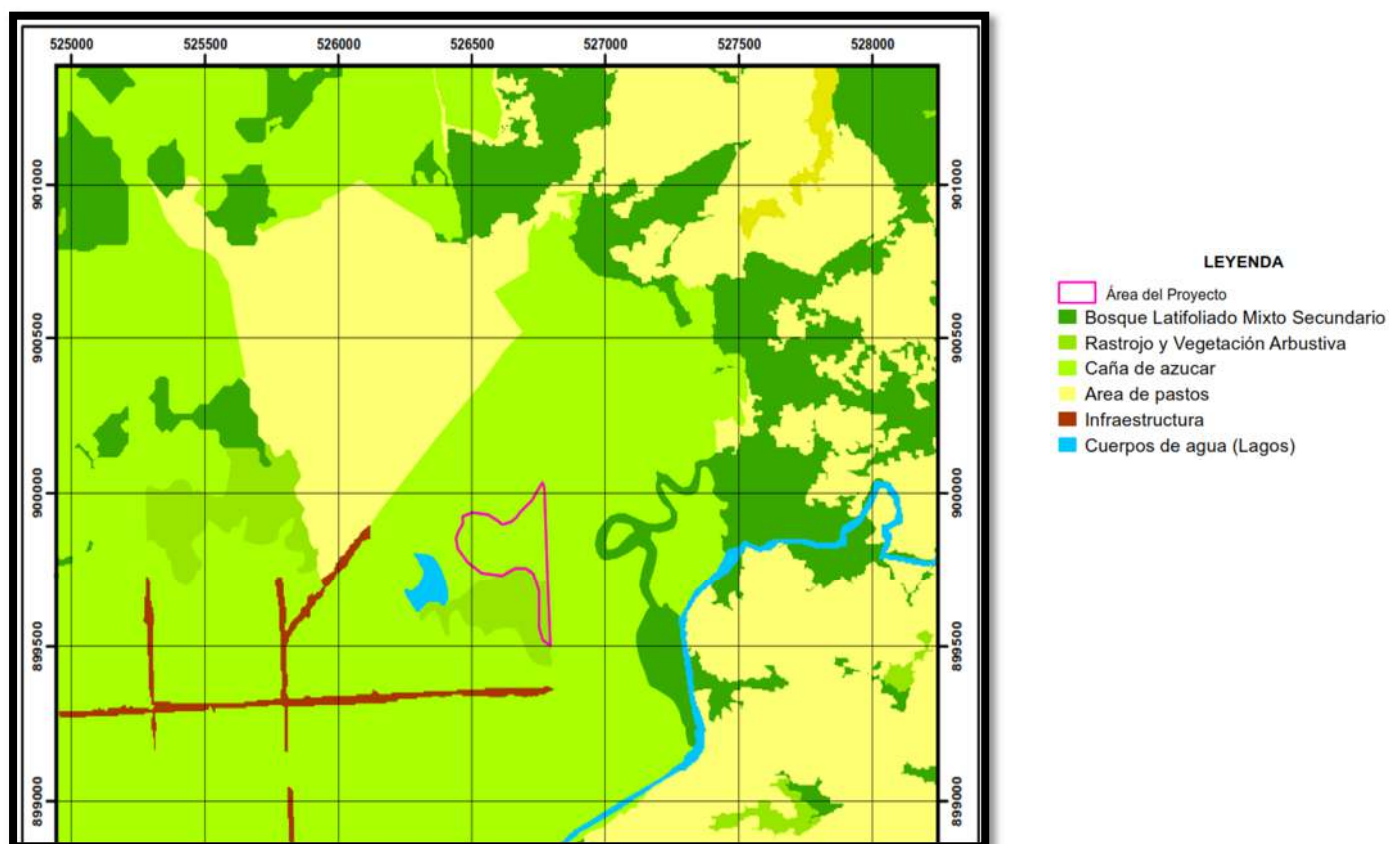 525000 525500 526000 526500 527000 527500 528000
901000 901000
900500 900500
900000 900000
899500 899500
899000 899000
LEYENDA
Área del Proyecto
Bosque Latifoliado Mixto Secundario
Rastrojo y Vegetación Arbustiva
Caña de azucar
Area de pastos
Infraestructura
Cuerpos de agua (Lagos)